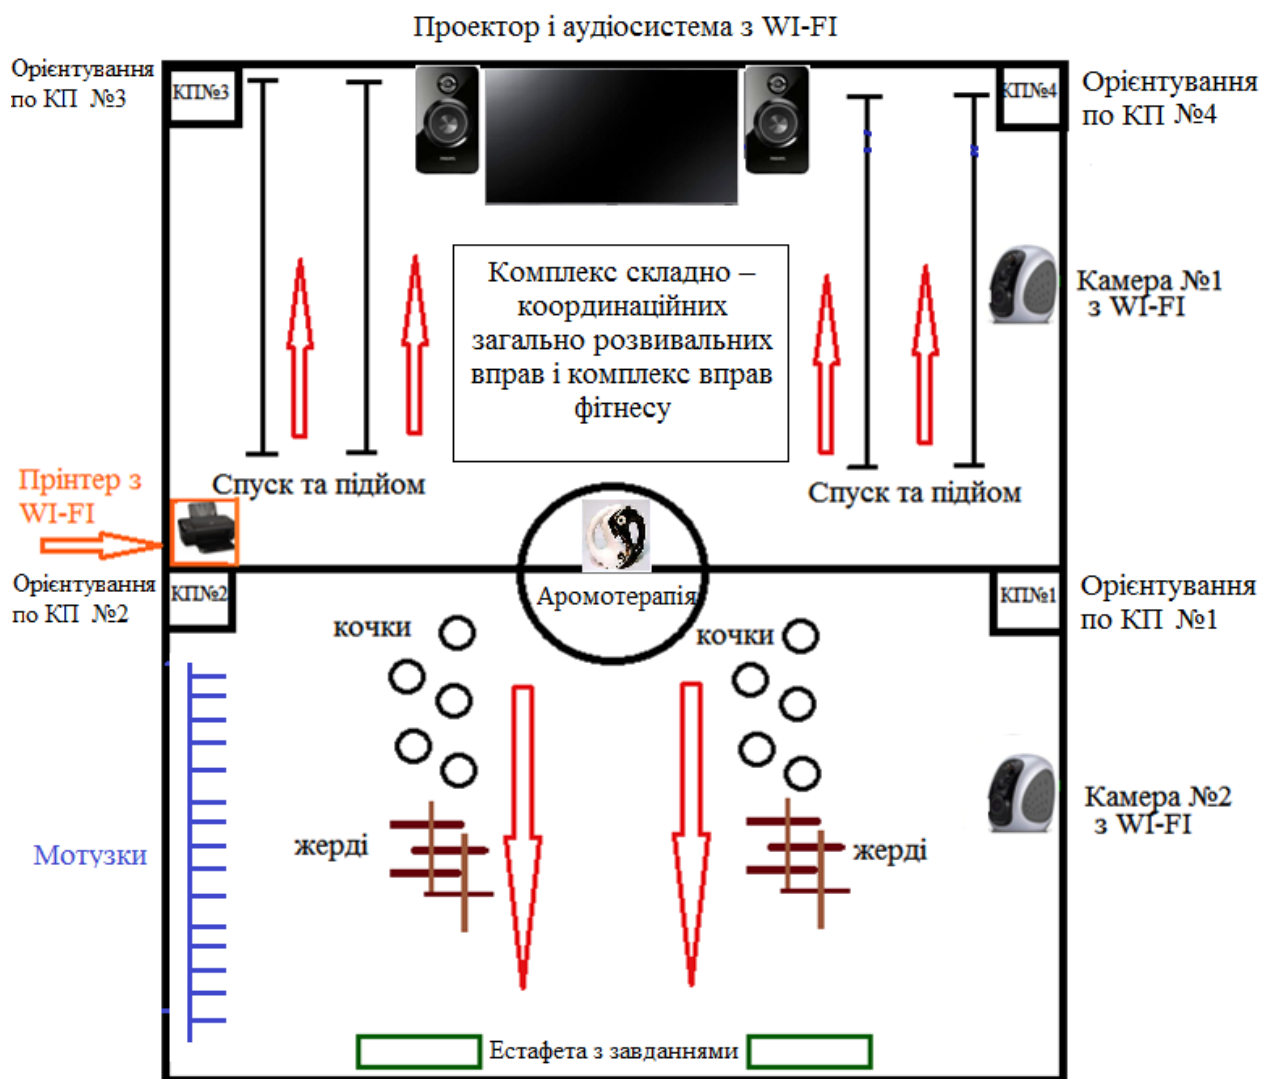 Проектор і аудіосистема з WI-FI
Орієнтування
по КП №3
КП№3
КП№4
Орієнтування
по КП №4
Комплекс складно –
координаційних
загально розвивальних
вправ і комплекс вправ
фітнесу
Камера №1
з WI-FI
Спуск та підйом
Спуск та підйом
Прінтер з
WI-FI
Орієнтування
по КП №2
КП№2
Аромотерапія
КП№1
Орієнтування
по КП №1
кочки
кочки
Мотузки
жерді
жерді
Камера №2
з WI-FI
Естафета з завданнями